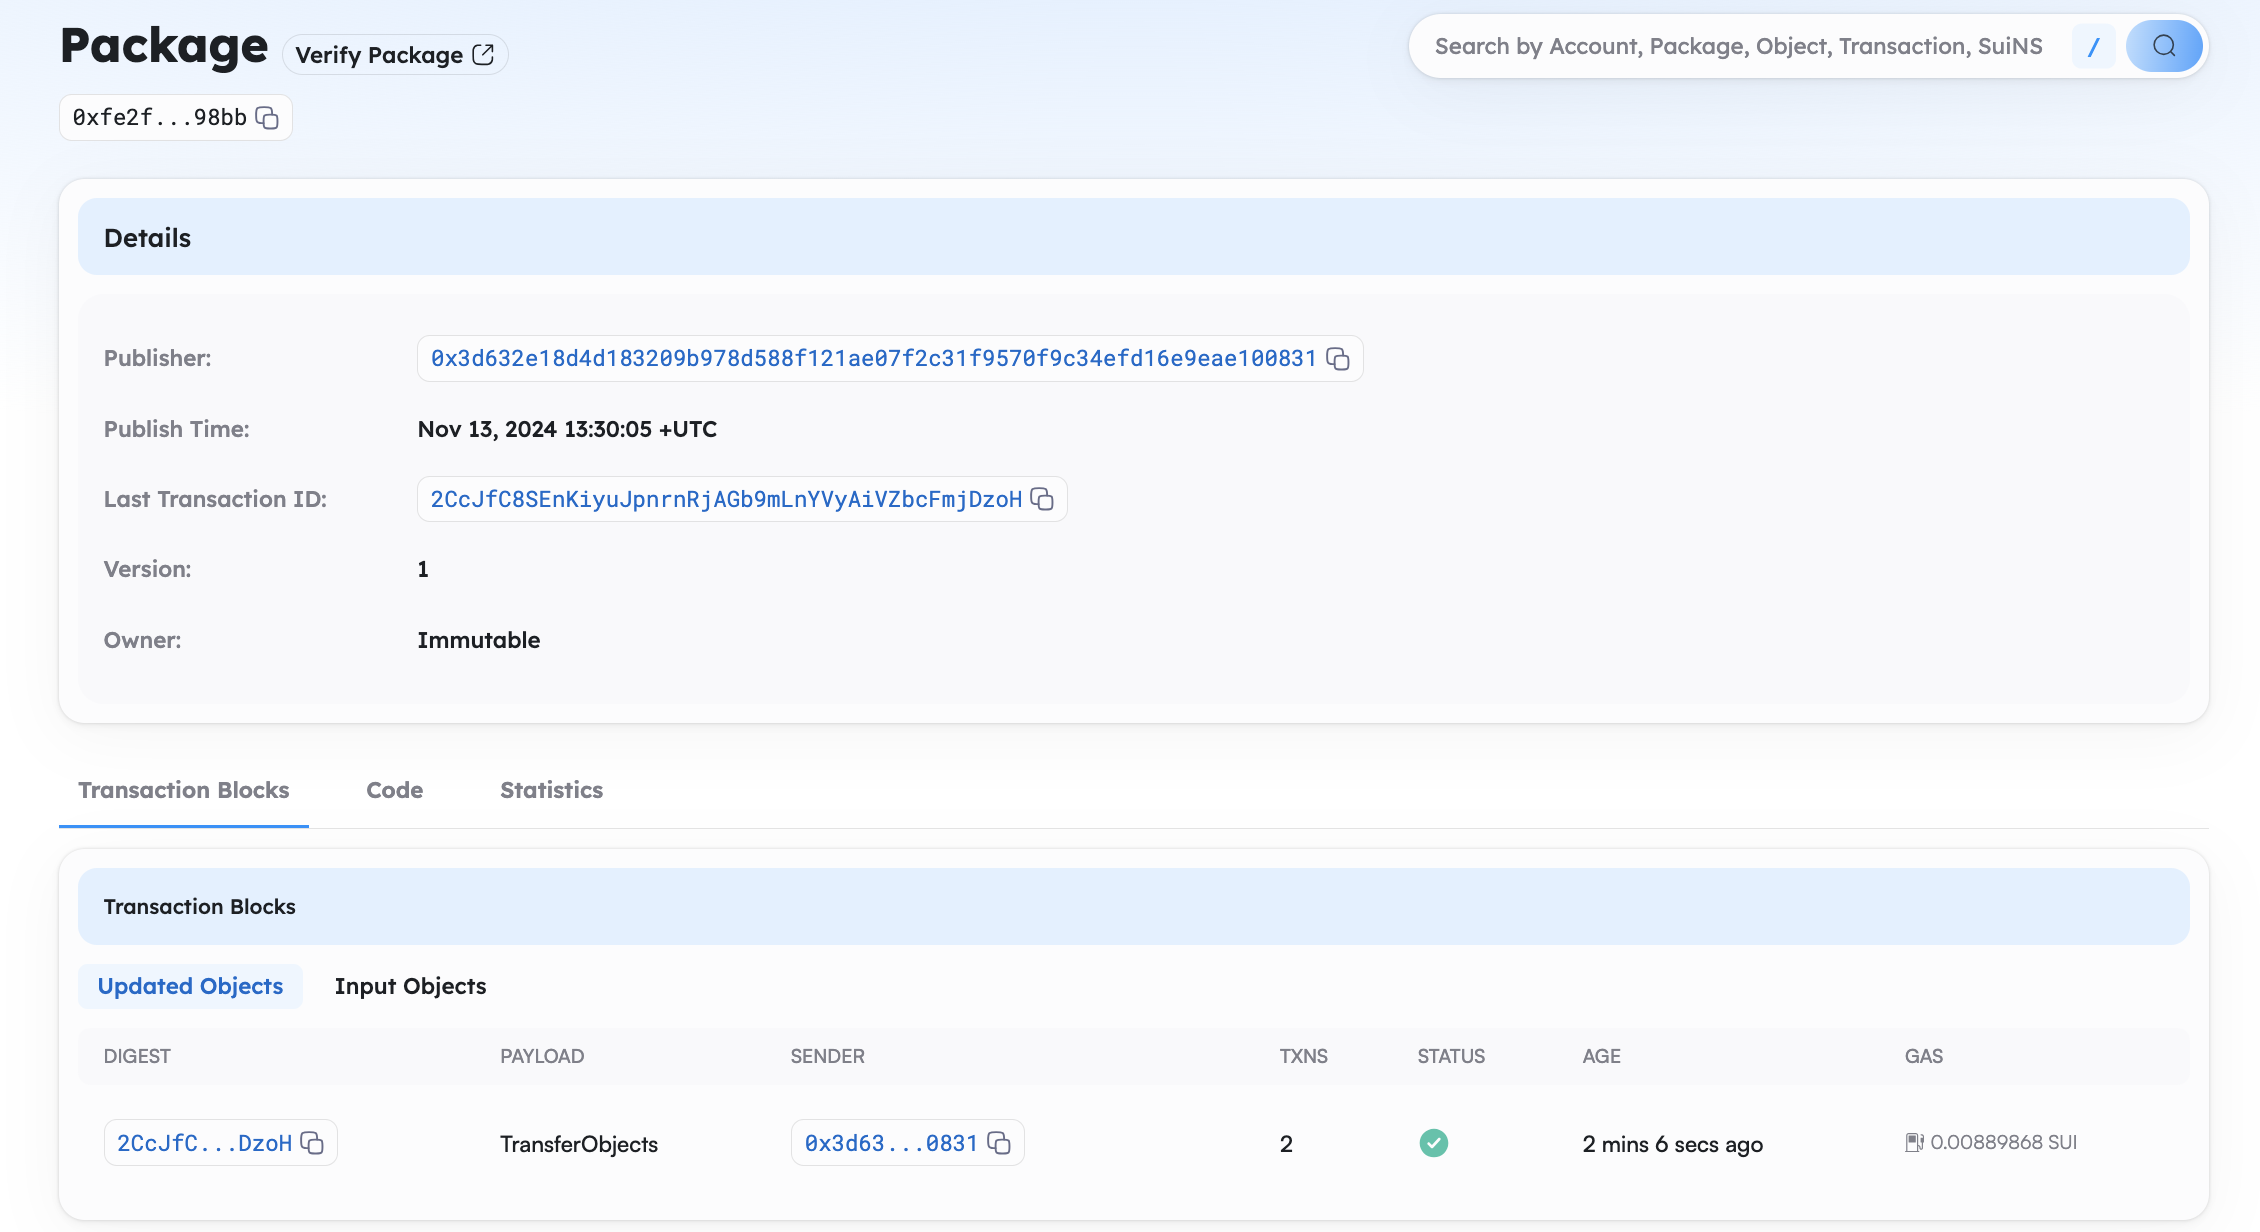 Package Verify Package
Search by Account, Package, Object, Transaction, SuiNS /
0xfe2f...98bb
Details
Publisher: 0x3d632e18d4d183209b978d588f121ae07f2c31f9570f9c34efd16e9eae100831
Publish Time: Nov 13, 2024 13:30:05 +UTC
Last Transaction ID: 2CcJfC8SEnKiyuJpnrnRjAGb9mLnYVyAiVZbcFmjDzoH
Version: 1
Owner: Immutable
Transaction Blocks Code Statistics
Transaction Blocks
Updated Objects Input Objects
DIGEST PAYLOAD SENDER TXNS STATUS AGE GAS
2CcJfC...DzoH TransferObjects 0x3d63...0831 2 2 mins 6 secs ago 0.00889868 SUI